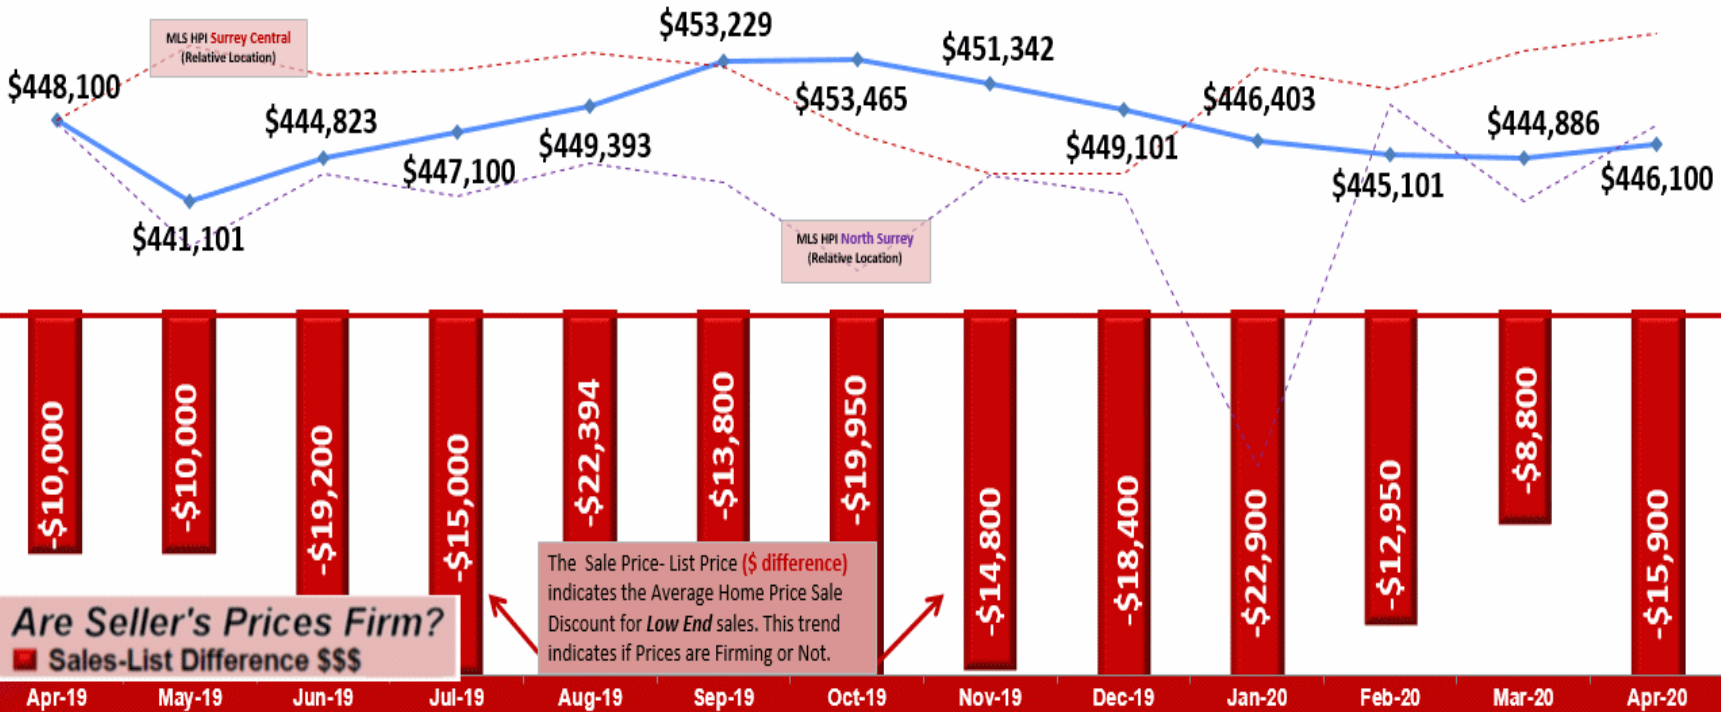 $453,229
MLS HPI Surrey Central
(Relative Location)
$451,342
$448,100
$444,823
$453,465
$446,403
$444,886
$449,393
$449,101
$447,100
$445,101
$446,100
$441,101
MLS HPI North Surrey
(Relative Location)
-$10,000
-$10,000
-$19,200
-$15,000
-$22,394
-$13,800
-$19,950
-$14,800
-$18,400
-$22,900
-$12,950
-$8,800
-$15,900
The Sale Price- List Price ($ difference)
indicates the Average Home Price Sale
Discount for Low End sales. This trend
indicates if Prices are Firming or Not.
Are Seller's Prices Firm?
Sales-List Difference $$$
Apr-19 May-19 Jun-19 Jul-19 Aug-19 Sep-19 Oct-19 Nov-19 Dec-19 Jan-20 Feb-20 Mar-20 Apr-20